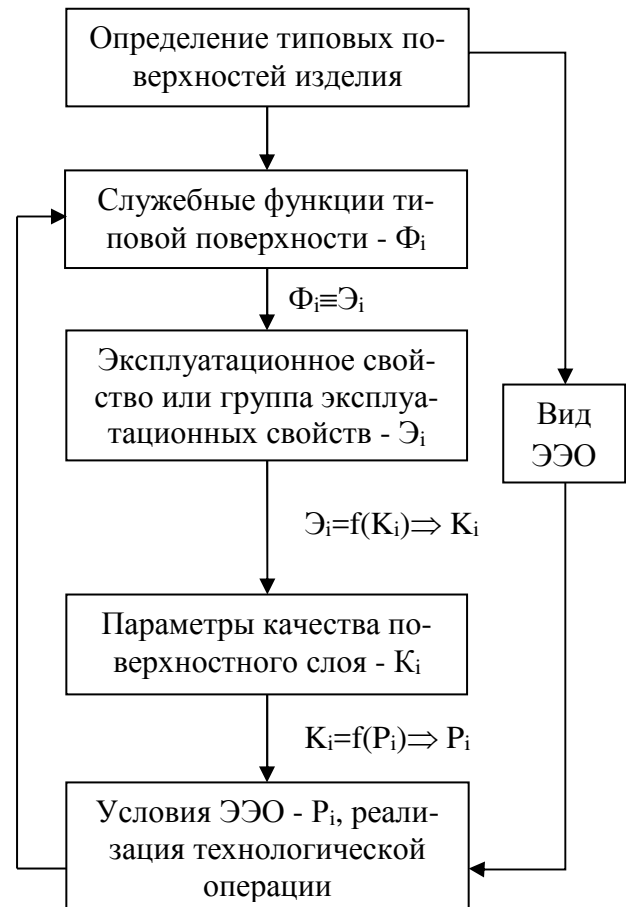 Определение типовых по-
верхностей изделия
Служебные функции ти-
повой поверхности - Фᵢ
Фᵢ≡Эᵢ
Эксплуатационное свой-
ство или группа эксплуа-
тационных свойств - Эᵢ
Вид
ЭЭО
Эᵢ=f(Kᵢ)⇒ Kᵢ
Параметры качества по-
верхностного слоя - Kᵢ
Kᵢ=f(Pᵢ)⇒ Pᵢ
Условия ЭЭО - Pᵢ, реали-
зация технологической
операции